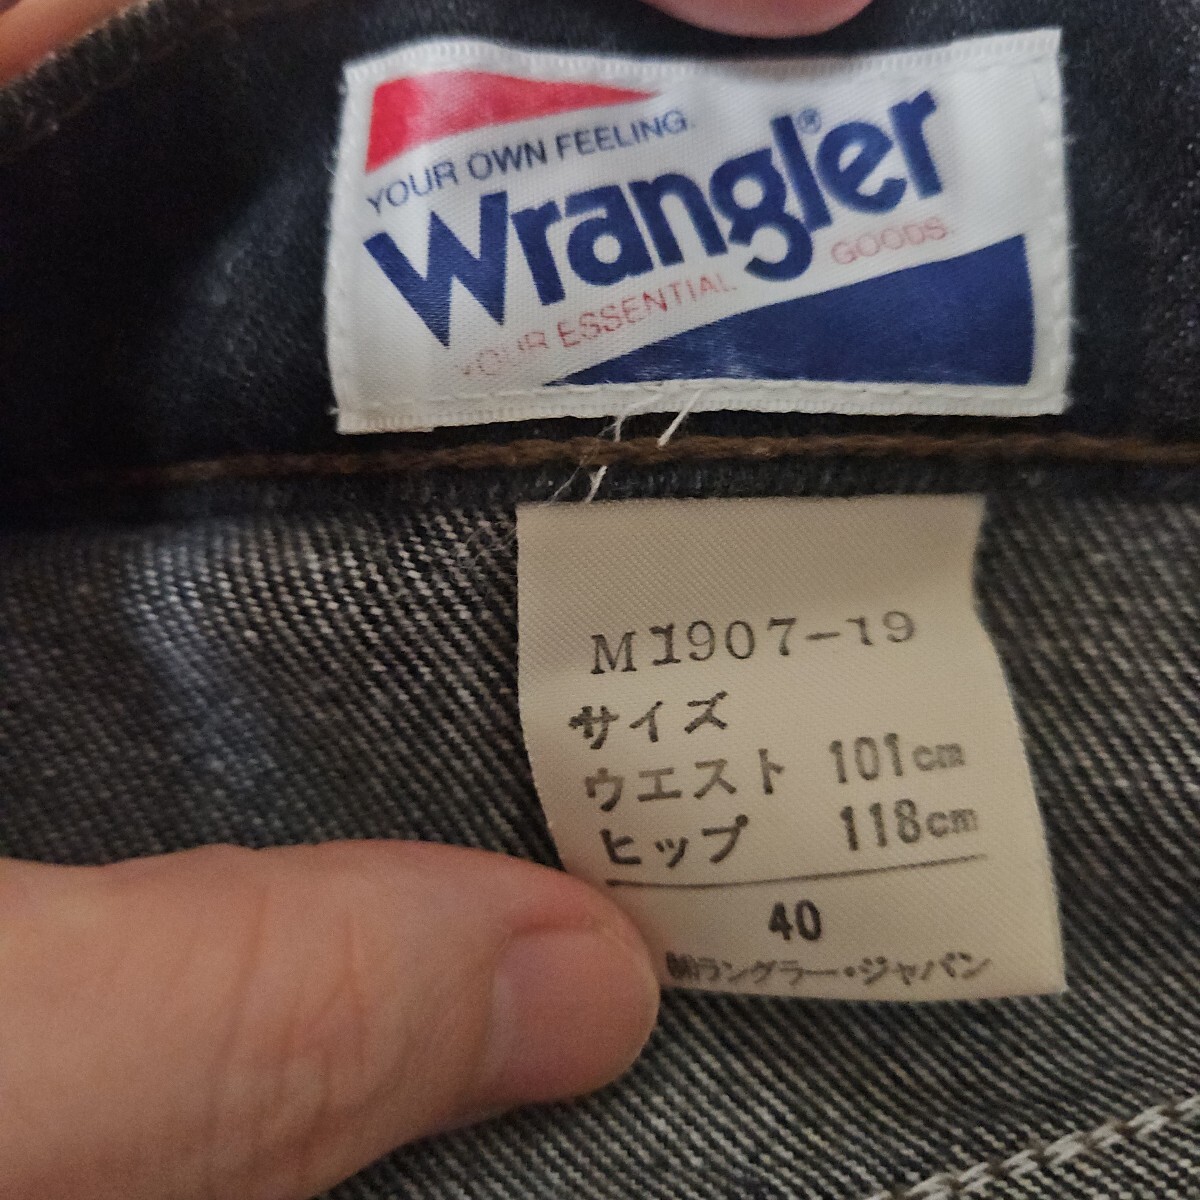 YOUR OWN FEELING.
Wrangler®
YOUR ESSENTIAL GOODS.
M1907-19
サイズ
ウエスト 101cm
ヒップ 118cm
40
㈱ラングラー・ジャパン